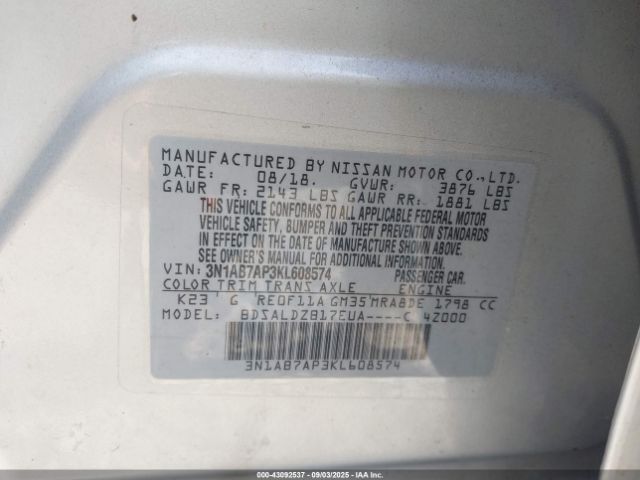 MANUFACTURED BY NISSAN MOTOR CO.,LTD.
DATE: 08/18. GVWR: 3876 LBS
GAWR FR: 2143 LBS GAWR RR: 1881 LBS
THIS VEHICLE CONFORMS TO ALL APPLICABLE FEDERAL MOTOR
VEHICLE SAFETY, BUMPER AND THEFT PREVENTION STANDARDS
IN EFFECT ON THE DATE OF MANUFACTURE SHOWN ABOVE.
SEE OWNER'S MANUAL FOR ADDITIONAL INFORMATION.
VIN: 3N1AB7AP3KL608574 PASSENGER CAR.
COLOR TRIM TRANS AXLE ENGINE
K23 G RE0F11A GM35 MRA8DE 1798 CC
MODEL: BDSALDZB17EUA----C 42000
3N1AB7AP3KL608574
000-43092537 - 09/03/2025 - IAA, Inc.